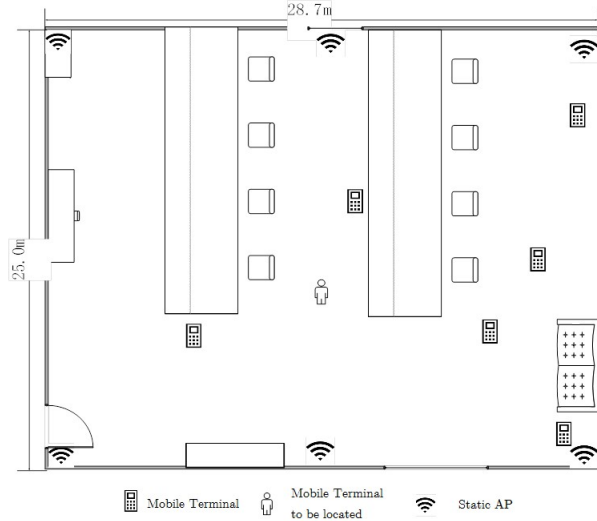 28.7m
25.0m
Mobile Terminal
Mobile Terminal
to be located
Static AP